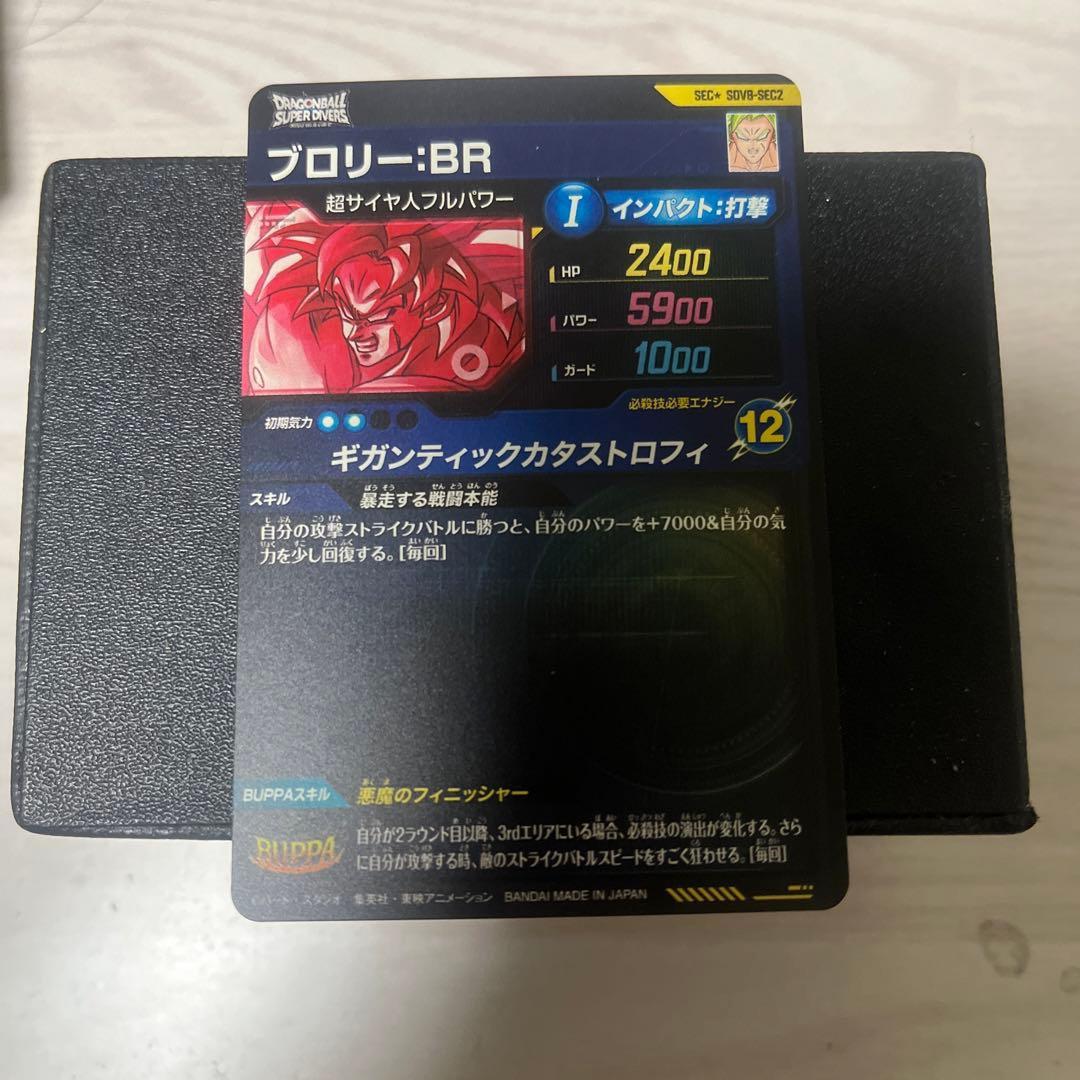 SEC★ SDV8-SEC2
DRAGONBALL
SUPER DIVERS
ブロリー:BR
超サイヤ人フルパワー
I インパクト:打撃
HP 2400
パワー 5900
ガード 1000
必殺技必要エナジー
12
初期気力
ギガンティックカタストロフィ
スキル 暴走する戦闘本能
自分の攻撃ストライクバトルに勝つと、自分のパワーを+7000&自分の気
力を少し回復する。[毎回]
BUPPAスキル 悪魔のフィニッシャー
BUPPA
自分が2ラウンド目以降、3rdエリアにいる場合、必殺技の演出が変化する。さら
に自分が攻撃する時、敵のストライクバトルスピードをすごく狂わせる。[毎回]
©バード・スタジオ 集英社・東映アニメーション BANDAI MADE IN JAPAN